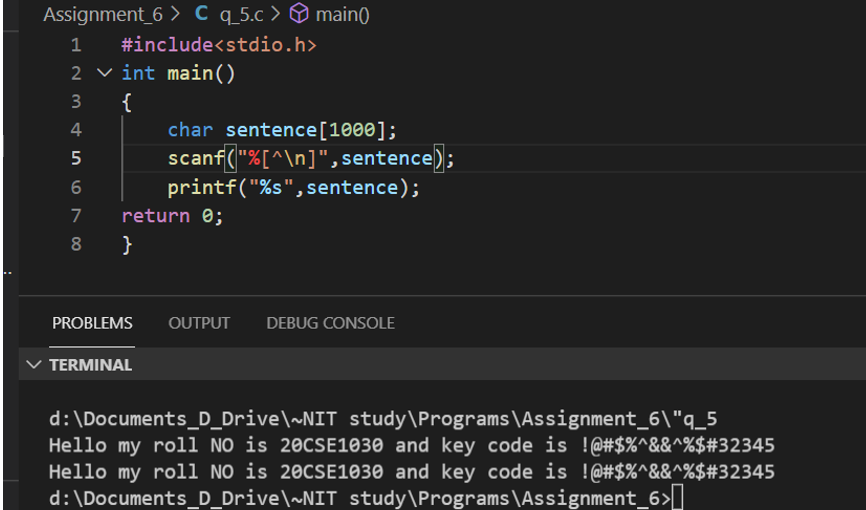 Assignment_6 > C q_5.c > main()
1 #include<stdio.h>
2 int main()
3 {
4 char sentence[1000];
5 scanf("%[^\n]",sentence);
6 printf("%s",sentence);
7 return 0;
8 }
..
PROBLEMS OUTPUT DEBUG CONSOLE
TERMINAL
d:\Documents_D_Drive\~NIT study\Programs\Assignment_6\"q_5
Hello my roll NO is 20CSE1030 and key code is !@#$%^&&^%$#32345
Hello my roll NO is 20CSE1030 and key code is !@#$%^&&^%$#32345
d:\Documents_D_Drive\~NIT study\Programs\Assignment_6>